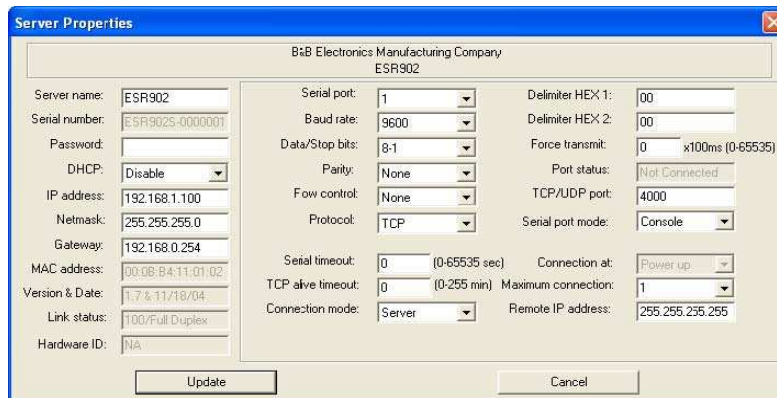 Server Properties
B&B Electronics Manufacturing Company
ESR902
Server name: ESR902
Serial number: ESR902S-0000001
Password:
DHCP: Disable
IP address: 192.168.1.100
Netmask: 255.255.255.0
Gateway: 192.168.0.254
MAC address: 00:0B:B4:11:01:02
Version & Date: 1.7 & 11/18/04
Link status: 100/Full Duplex
Hardware ID: NA
Serial port: 1
Baud rate: 9600
Data/Stop bits: 8-1
Parity: None
Fow control: None
Protocol: TCP
Serial timeout: 0 (0-65535 sec)
TCP alive timeout: 0 (0-255 min)
Connection mode: Server
Delimiter HEX 1: 00
Delimiter HEX 2: 00
Force transmit: 0 x100ms (0-65535)
Port status: Not Connected
TCP/UDP port: 4000
Serial port mode: Console
Connection at: Power up
Maximum connection: 1
Remote IP address: 255.255.255.255
Update
Cancel